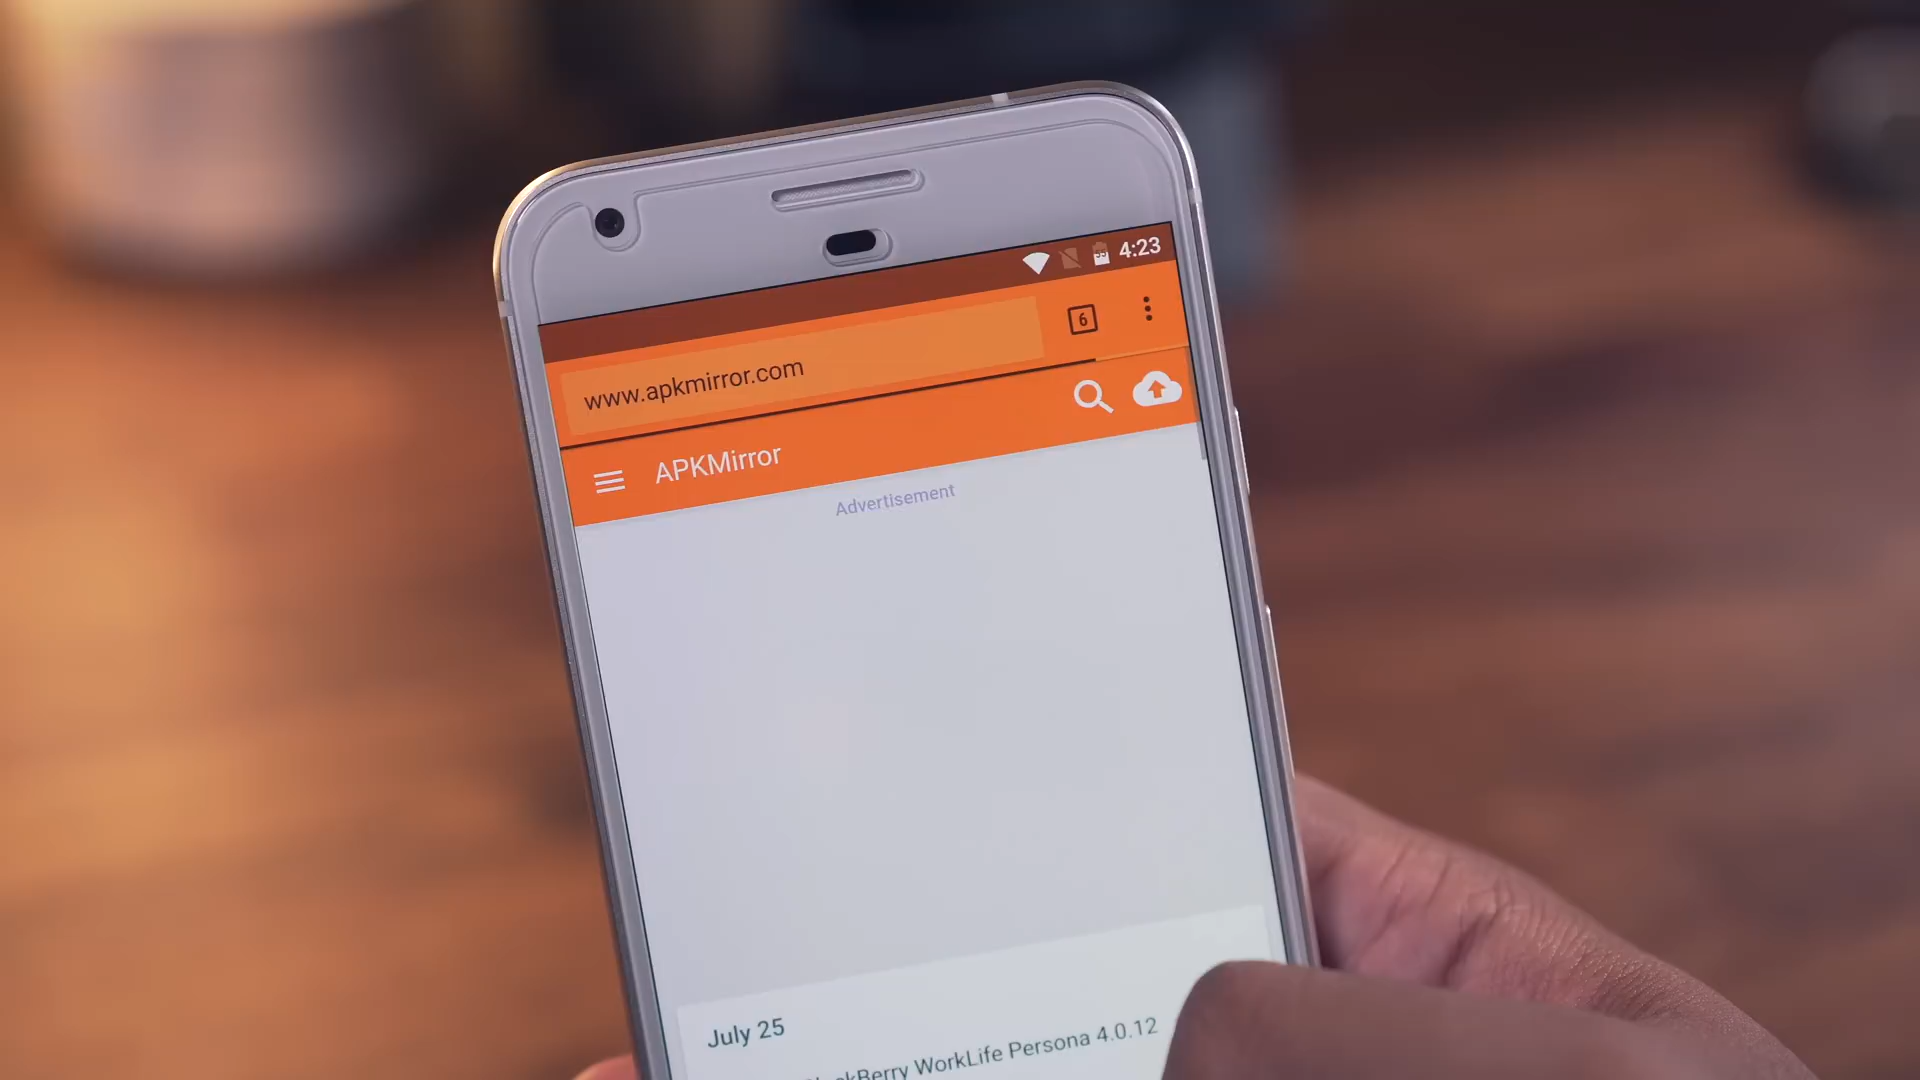 4:23
www.apkmirror.com
6
APKMirror
Advertisement
July 25
WorkLife Persona 4.0.12